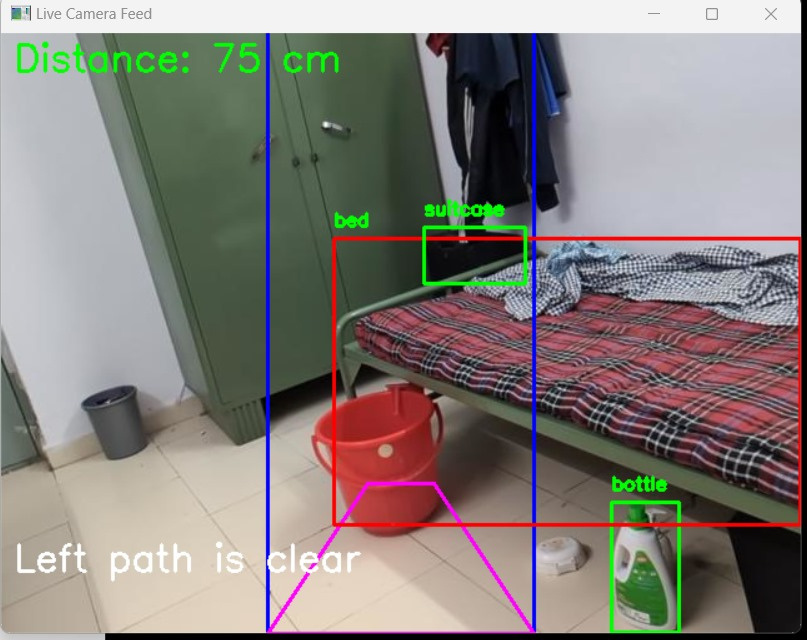 Live Camera Feed
Distance: 75 cm
suitcase
bed
bottle
Left path is clear